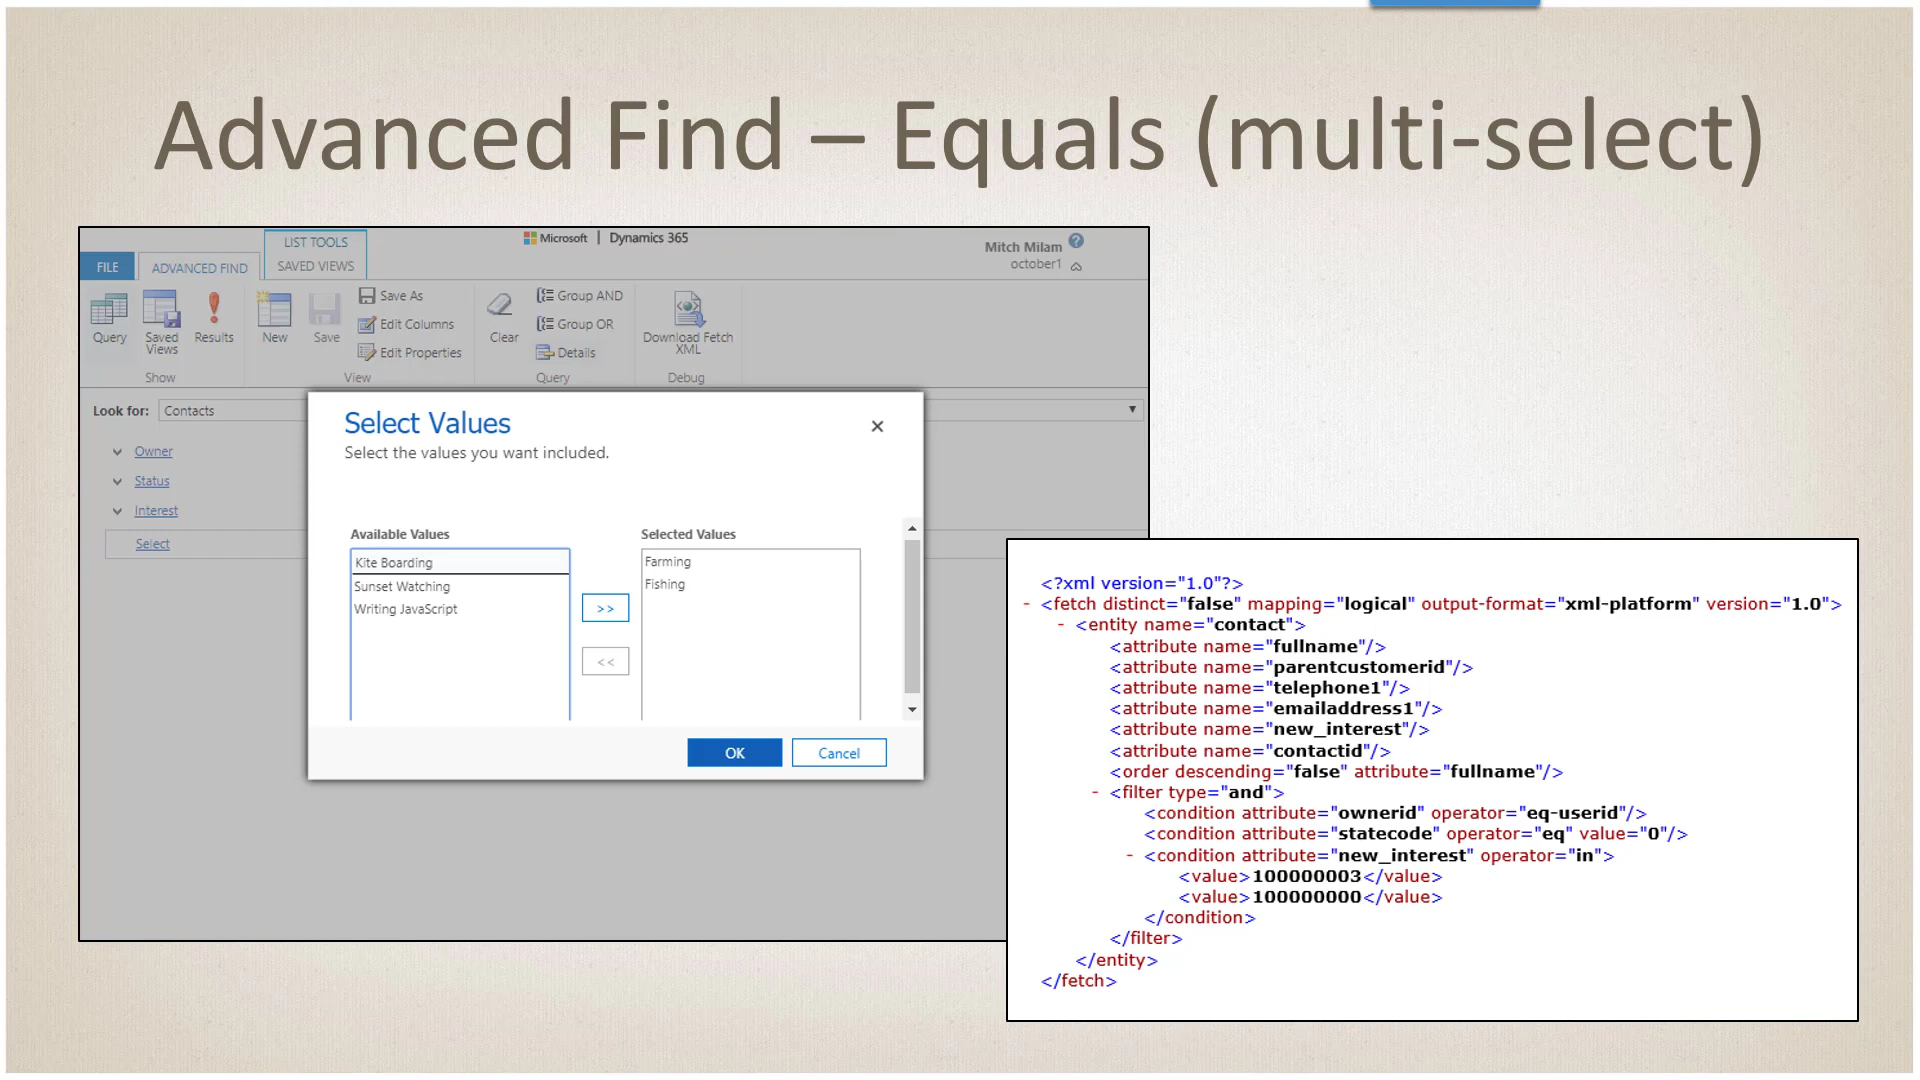 Advanced Find – Equals (multi-select)
LIST TOOLS
Microsoft | Dynamics 365
Mitch Milam
october1
FILE
ADVANCED FIND
SAVED VIEWS
Query
Saved
Views
Results
Show
New
Save
Save As
Edit Columns
Edit Properties
View
Clear
Group AND
Group OR
Details
Query
Download Fetch
XML
Debug
Look for:
Contacts
Owner
Status
Interest
Select
Select Values
Select the values you want included.
Available Values
Kite Boarding
Sunset Watching
Writing JavaScript
>>
<<
Selected Values
Farming
Fishing
OK
Cancel
<?xml version="1.0"?>
- <fetch distinct="false" mapping="logical" output-format="xml-platform" version="1.0">
- <entity name="contact">
<attribute name="fullname"/>
<attribute name="parentcustomerid"/>
<attribute name="telephone1"/>
<attribute name="emailaddress1"/>
<attribute name="new_interest"/>
<attribute name="contactid"/>
<order descending="false" attribute="fullname"/>
- <filter type="and">
<condition attribute="ownerid" operator="eq-userid"/>
<condition attribute="statecode" operator="eq" value="0"/>
- <condition attribute="new_interest" operator="in">
<value>100000003</value>
<value>100000000</value>
</condition>
</filter>
</entity>
</fetch>